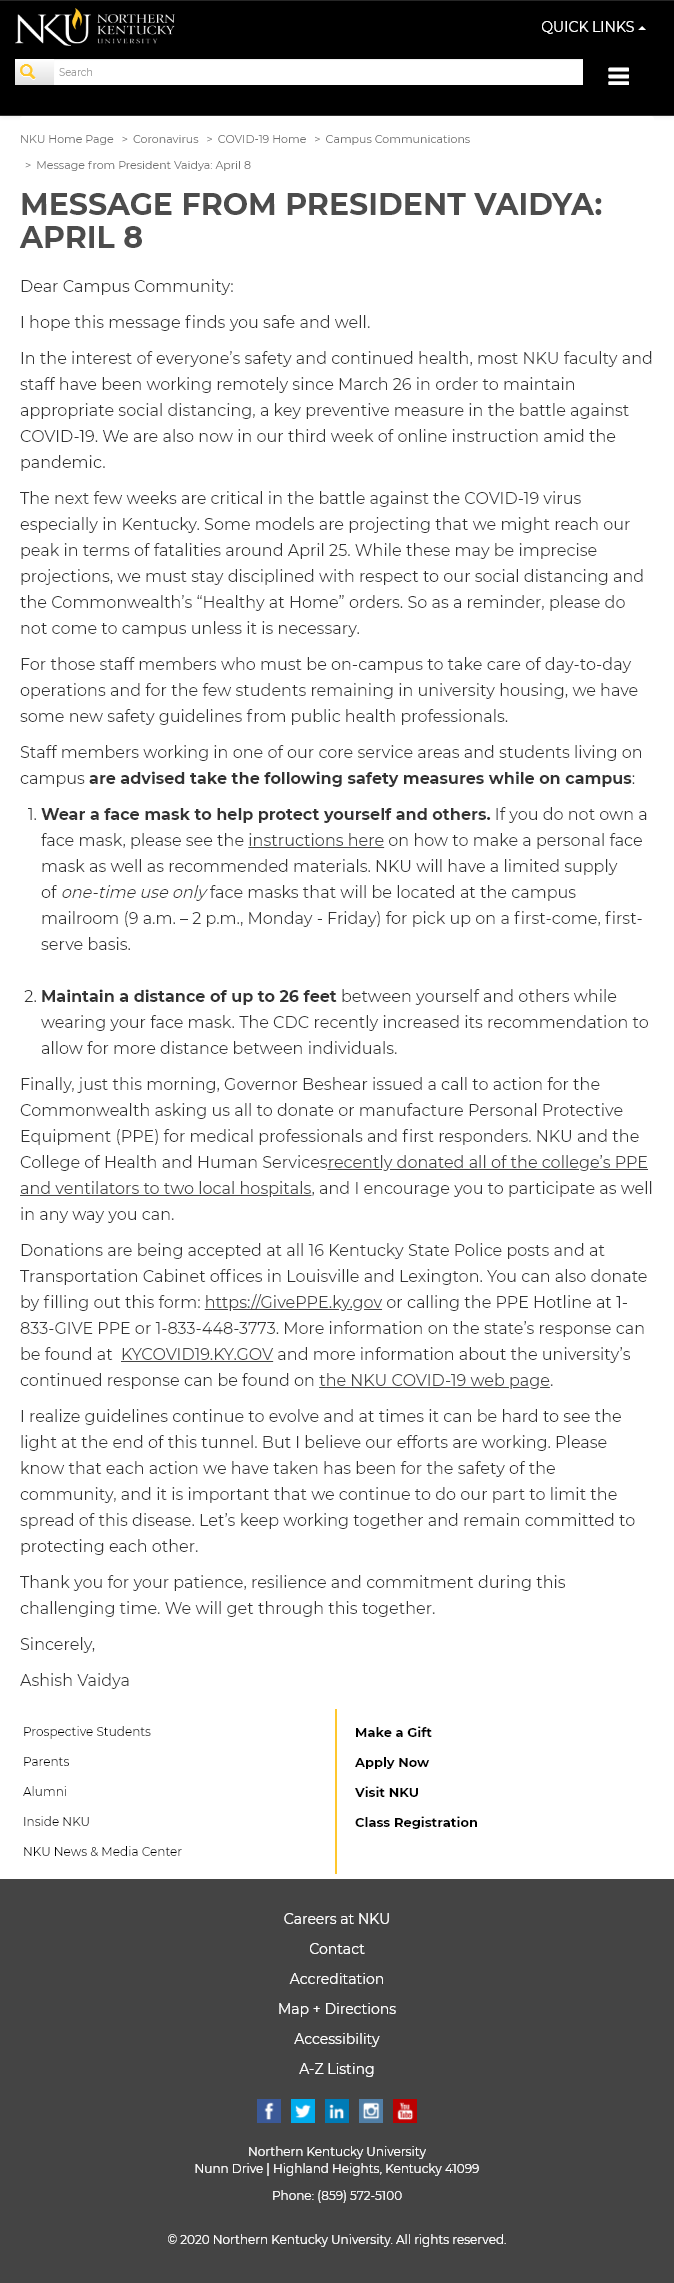 NKU NORTHERN
KENTUCKY
UNIVERSITY
QUICK LINKS
Search
NKU Home Page > Coronavirus > COVID-19 Home > Campus Communications
> Message from President Vaidya: April 8
MESSAGE FROM PRESIDENT VAIDYA:
APRIL 8
Dear Campus Community:
I hope this message finds you safe and well.
In the interest of everyone’s safety and continued health, most NKU faculty and
staff have been working remotely since March 26 in order to maintain
appropriate social distancing, a key preventive measure in the battle against
COVID-19. We are also now in our third week of online instruction amid the
pandemic.
The next few weeks are critical in the battle against the COVID-19 virus
especially in Kentucky. Some models are projecting that we might reach our
peak in terms of fatalities around April 25. While these may be imprecise
projections, we must stay disciplined with respect to our social distancing and
the Commonwealth’s “Healthy at Home” orders. So as a reminder, please do
not come to campus unless it is necessary.
For those staff members who must be on-campus to take care of day-to-day
operations and for the few students remaining in university housing, we have
some new safety guidelines from public health professionals.
Staff members working in one of our core service areas and students living on
campus are advised take the following safety measures while on campus:
1. Wear a face mask to help protect yourself and others. If you do not own a
face mask, please see the instructions here on how to make a personal face
mask as well as recommended materials. NKU will have a limited supply
of one-time use only face masks that will be located at the campus
mailroom (9 a.m. – 2 p.m., Monday - Friday) for pick up on a first-come, first-
serve basis.
2. Maintain a distance of up to 26 feet between yourself and others while
wearing your face mask. The CDC recently increased its recommendation to
allow for more distance between individuals.
Finally, just this morning, Governor Beshear issued a call to action for the
Commonwealth asking us all to donate or manufacture Personal Protective
Equipment (PPE) for medical professionals and first responders. NKU and the
College of Health and Human Servicesrecently donated all of the college’s PPE
and ventilators to two local hospitals, and I encourage you to participate as well
in any way you can.
Donations are being accepted at all 16 Kentucky State Police posts and at
Transportation Cabinet offices in Louisville and Lexington. You can also donate
by filling out this form: https://GivePPE.ky.gov or calling the PPE Hotline at 1-
833-GIVE PPE or 1-833-448-3773. More information on the state’s response can
be found at KYCOVID19.KY.GOV and more information about the university’s
continued response can be found on the NKU COVID-19 web page.
I realize guidelines continue to evolve and at times it can be hard to see the
light at the end of this tunnel. But I believe our efforts are working. Please
know that each action we have taken has been for the safety of the
community, and it is important that we continue to do our part to limit the
spread of this disease. Let’s keep working together and remain committed to
protecting each other.
Thank you for your patience, resilience and commitment during this
challenging time. We will get through this together.
Sincerely,
Ashish Vaidya
Prospective Students
Parents
Alumni
Inside NKU
NKU News & Media Center
Make a Gift
Apply Now
Visit NKU
Class Registration
Careers at NKU
Contact
Accreditation
Map + Directions
Accessibility
A-Z Listing
f in You Tube
Northern Kentucky University
Nunn Drive | Highland Heights, Kentucky 41099
Phone: (859) 572-5100
© 2020 Northern Kentucky University. All rights reserved.